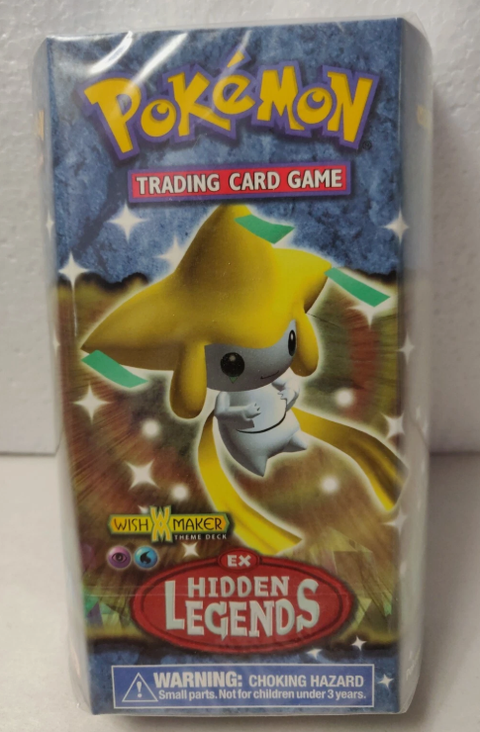 POKéMON
TRADING CARD GAME
WISH MAKER
THEME DECK
EX
HIDDEN
LEGENDS
WARNING: CHOKING HAZARD
Small parts. Not for children under 3 years.